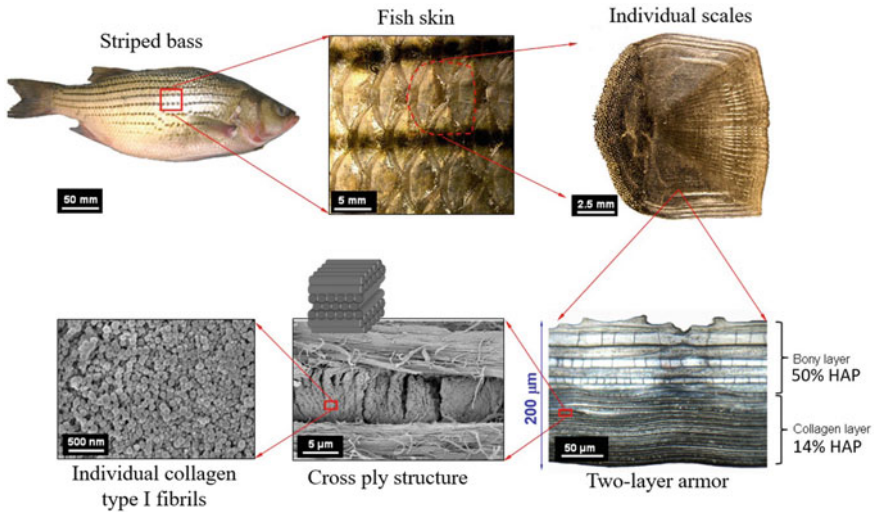 Striped bass
50 mm
Fish skin
5 mm
Individual scales
2.5 mm
500 nm
Individual collagen
type I fibrils
5 µm
Cross ply structure
200 µm
50 µm
Two-layer armor
Bony layer
50% HAP
Collagen layer
14% HAP